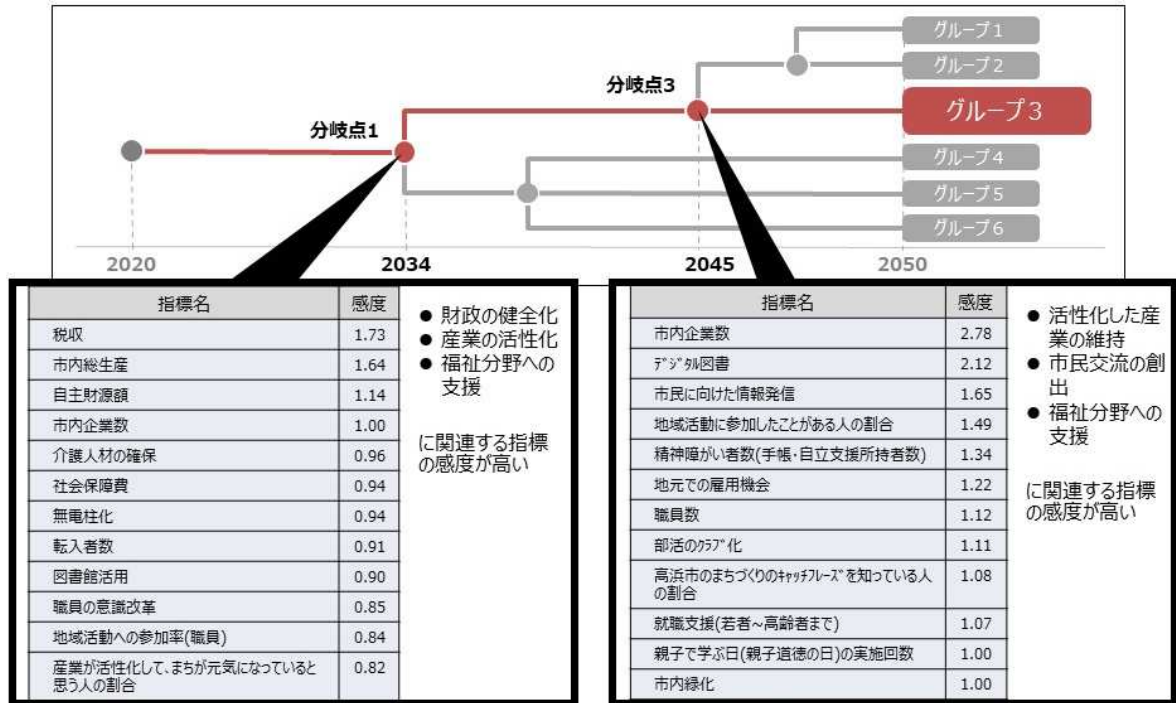 グループ1
グループ2
分岐点3
グループ3
分岐点1
グループ4
グループ5
グループ6
2020
2034
2045
2050
指標名 感度
税収 1.73
市内総生産 1.64
自主財源額 1.14
市内企業数 1.00
介護人材の確保 0.96
社会保障費 0.94
無電柱化 0.94
転入者数 0.91
図書館活用 0.90
職員の意識改革 0.85
地域活動への参加率(職員) 0.84
産業が活性化して、まちが元気になっていると
思う人の割合 0.82
● 財政の健全化
● 産業の活性化
● 福祉分野への
支援
に関連する指標
の感度が高い
指標名 感度
市内企業数 2.78
ﾃﾞｼﾞﾀﾙ図書 2.12
市民に向けた情報発信 1.65
地域活動に参加したことがある人の割合 1.49
精神障がい者数(手帳・自立支援所持者数) 1.34
地元での雇用機会 1.22
職員数 1.12
部活のｸﾗﾌﾞ化 1.11
高浜市のまちづくりのｷｬｯﾁﾌﾚｰｽﾞを知っている人
の割合 1.08
就職支援(若者~高齢者まで) 1.07
親子で学ぶ日(親子道徳の日)の実施回数 1.00
市内緑化 1.00
● 活性化した産
業の維持
● 市民交流の創
出
● 福祉分野への
支援
に関連する指標
の感度が高い